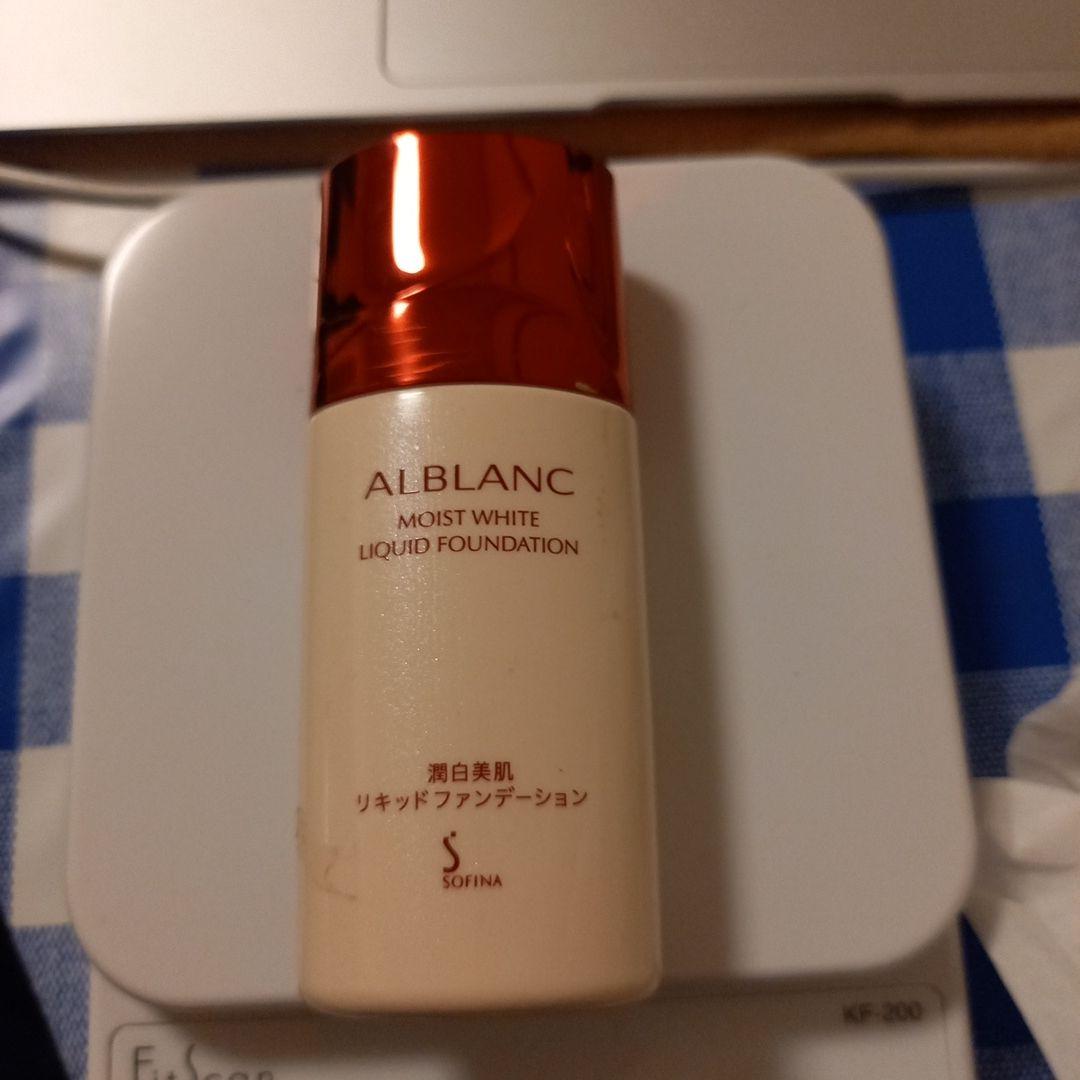 ALBLANC
MOIST WHITE
LIQUID FOUNDATION
潤白美肌
リキッドファンデーション
SOFINA
KF-200
FitScan